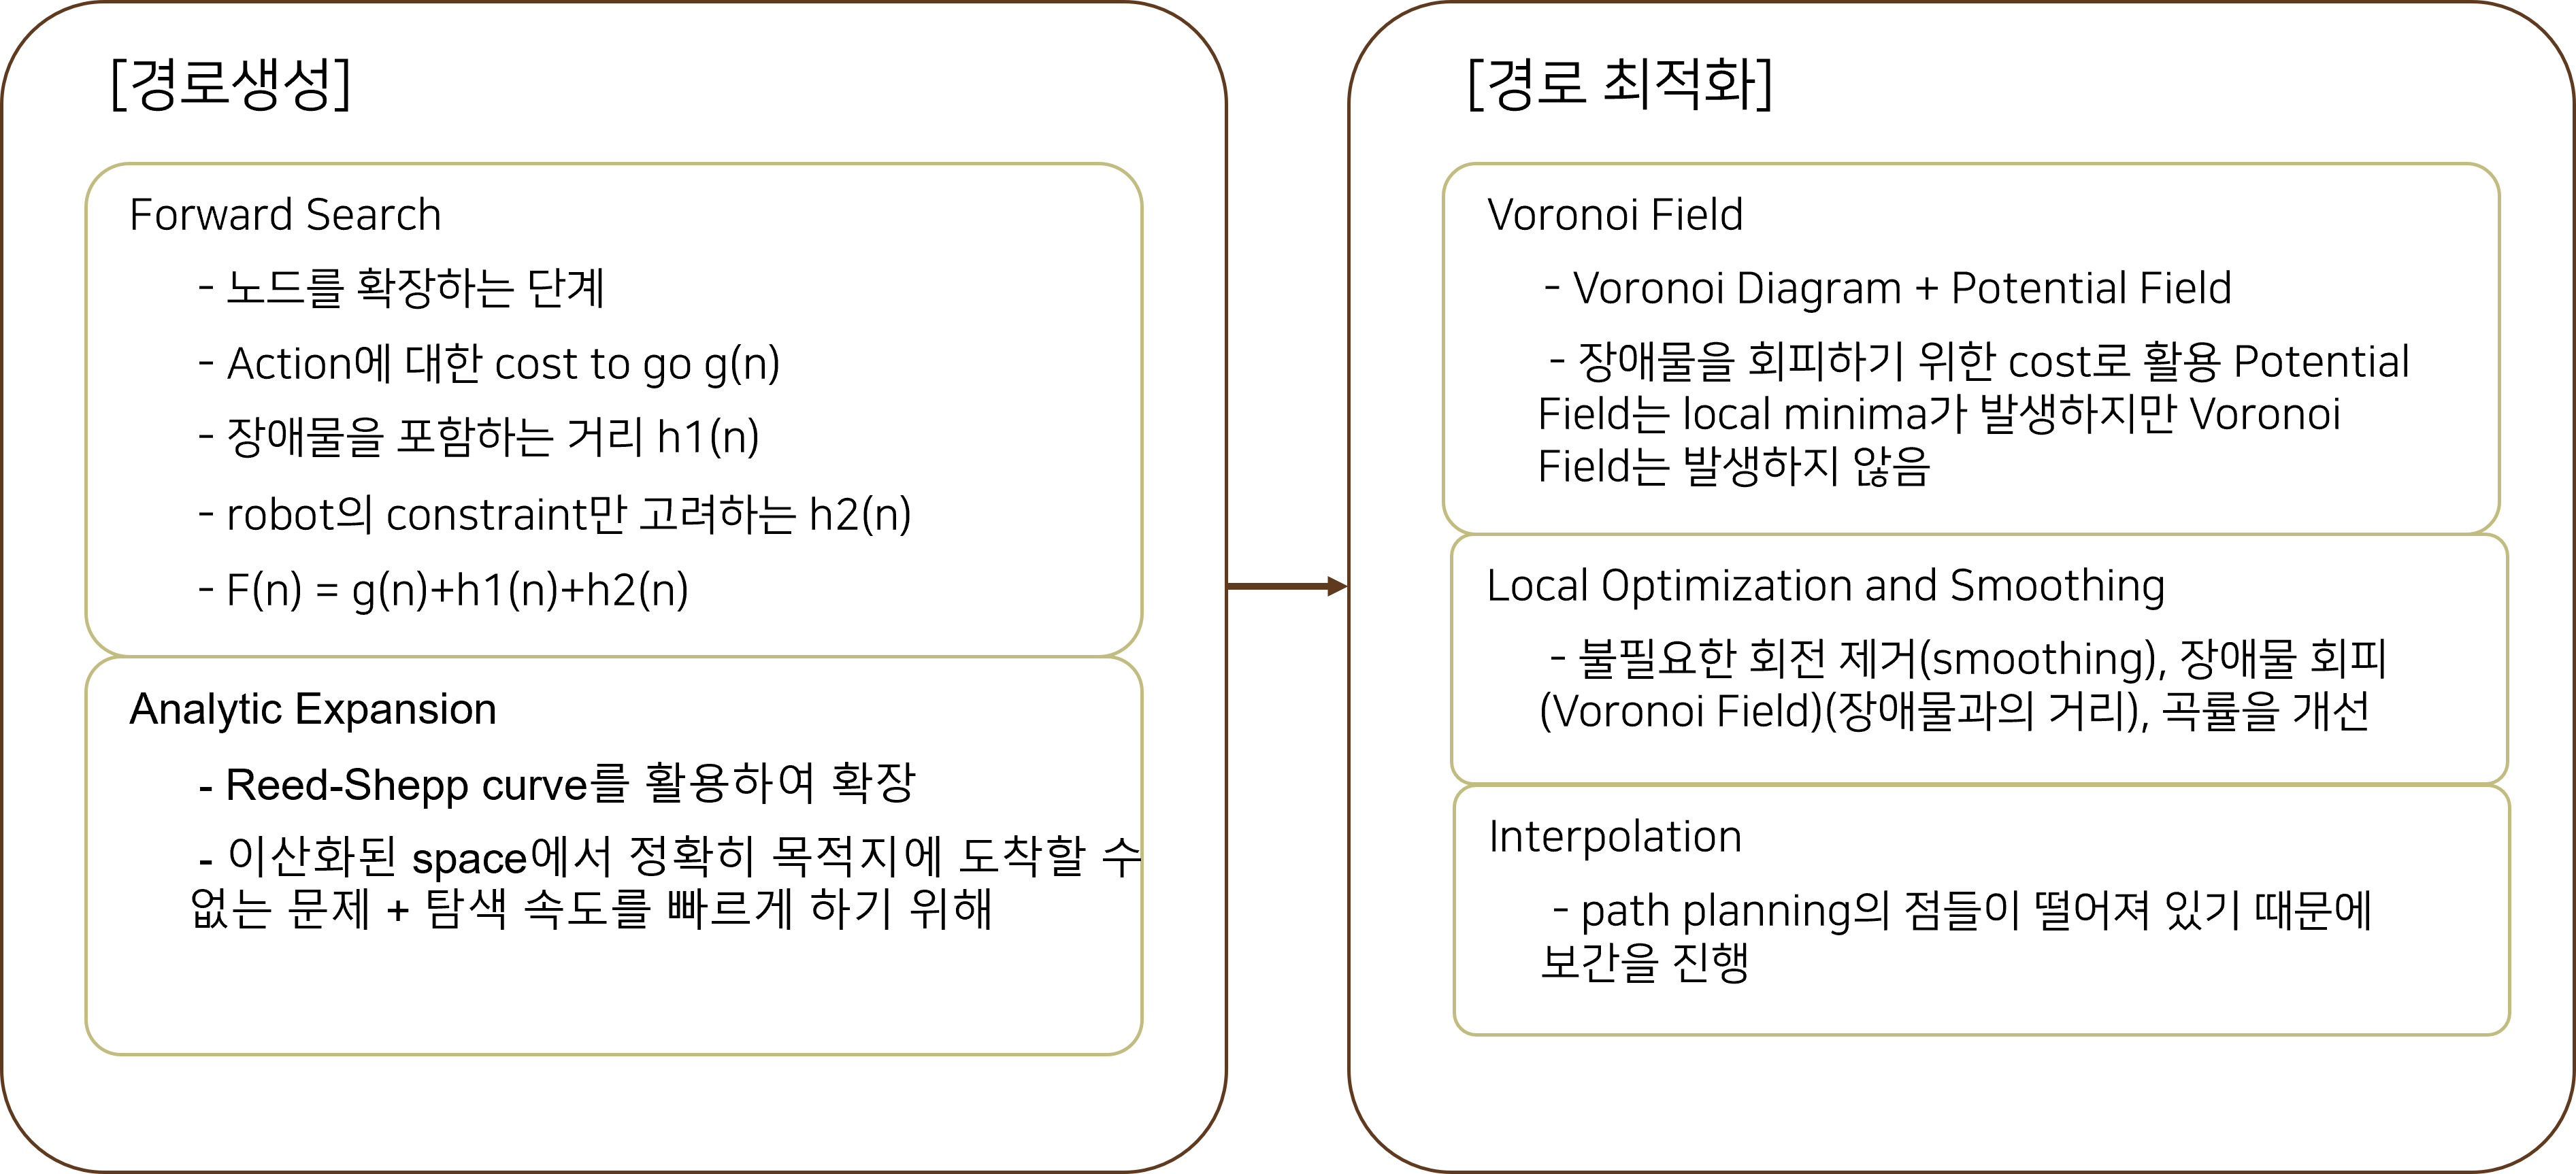 [경로생성]
Forward Search
- 노드를 확장하는 단계
- Action에 대한 cost to go g(n)
- 장애물을 포함하는 거리 h1(n)
- robot의 constraint만 고려하는 h2(n)
- F(n) = g(n)+h1(n)+h2(n)
Analytic Expansion
- Reed-Shepp curve를 활용하여 확장
- 이산화된 space에서 정확히 목적지에 도착할 수
없는 문제 + 탐색 속도를 빠르게 하기 위해
[경로 최적화]
Voronoi Field
- Voronoi Diagram + Potential Field
- 장애물을 회피하기 위한 cost로 활용 Potential
Field는 local minima가 발생하지만 Voronoi
Field는 발생하지 않음
Local Optimization and Smoothing
- 불필요한 회전 제거(smoothing), 장애물 회피
(Voronoi Field)(장애물과의 거리), 곡률을 개선
Interpolation
- path planning의 점들이 떨어져 있기 때문에
보간을 진행